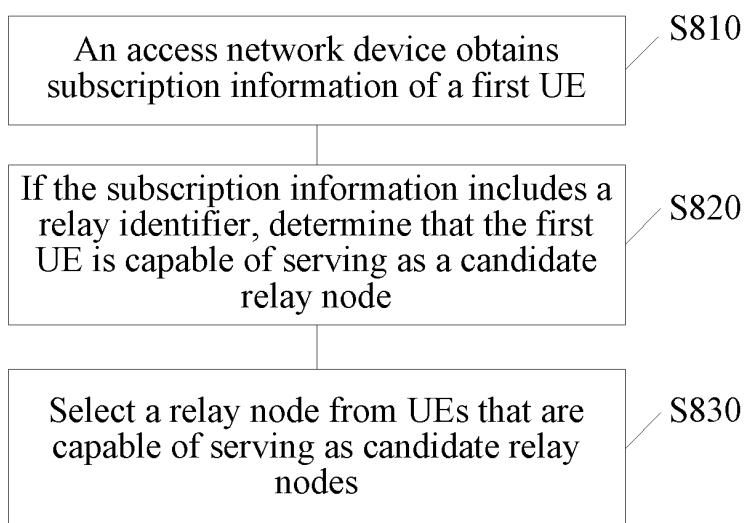 An access network device obtains
subscription information of a first UE
S810
If the subscription information includes a
relay identifier, determine that the first
UE is capable of serving as a candidate
relay node
S820
Select a relay node from UEs that are
capable of serving as candidate relay
nodes
S830